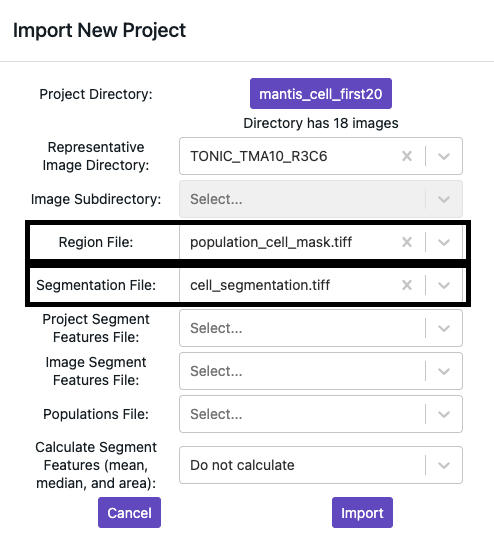 Import New Project
Project Directory:
mantis_cell_first20
Directory has 18 images
Representative
Image Directory:
TONIC_TMA10_R3C6
Image Subdirectory:
Select...
Region File:
population_cell_mask.tiff
Segmentation File:
cell_segmentation.tiff
Project Segment
Features File:
Select...
Image Segment
Features File:
Select...
Populations File:
Select...
Calculate Segment
Features (mean,
median, and area):
Do not calculate
Cancel
Import